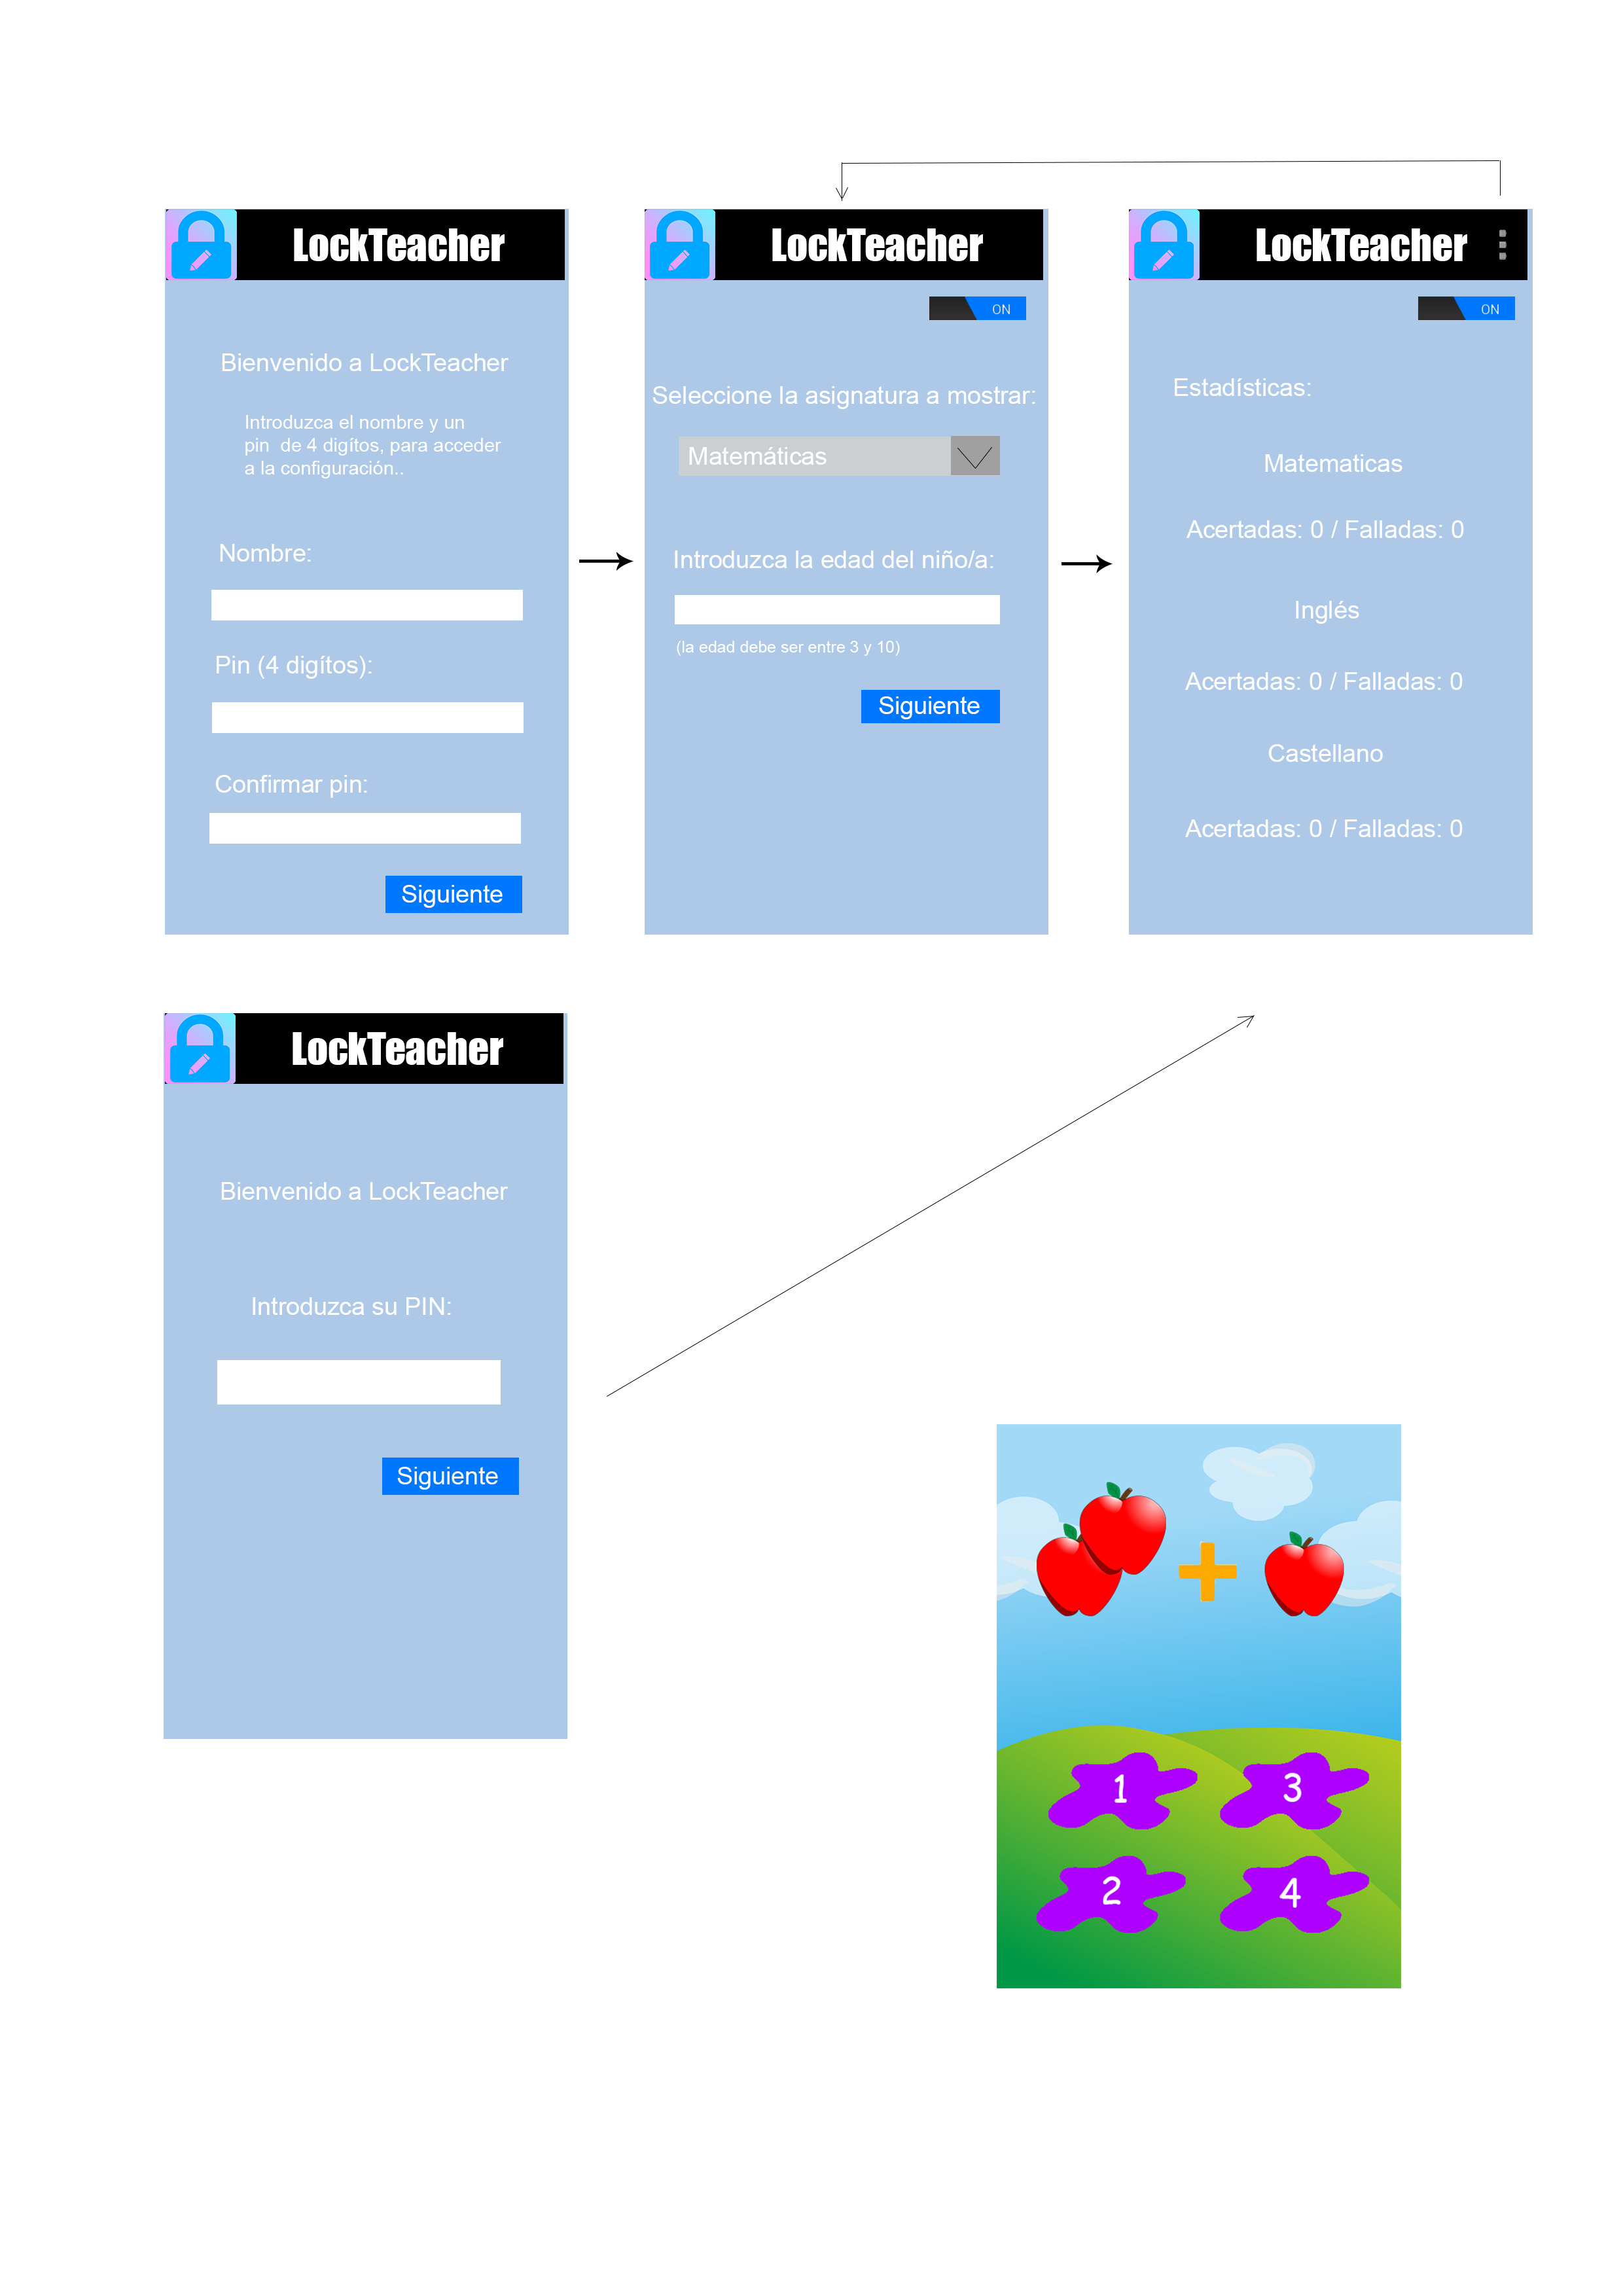 LockTeacher
Bienvenido a LockTeacher
Introduzca el nombre y un
pin de 4 digítos, para acceder
a la configuración..
Nombre:
Pin (4 digítos):
Confirmar pin:
Siguiente
LockTeacher
ON
Seleccione la asignatura a mostrar:
Matemáticas
Introduzca la edad del niño/a:
(la edad debe ser entre 3 y 10)
Siguiente
LockTeacher
ON
Estadísticas:
Matematicas
Acertadas: 0 / Falladas: 0
Inglés
Acertadas: 0 / Falladas: 0
Castellano
Acertadas: 0 / Falladas: 0
LockTeacher
Bienvenido a LockTeacher
Introduzca su PIN:
Siguiente
+
1 3
2 4